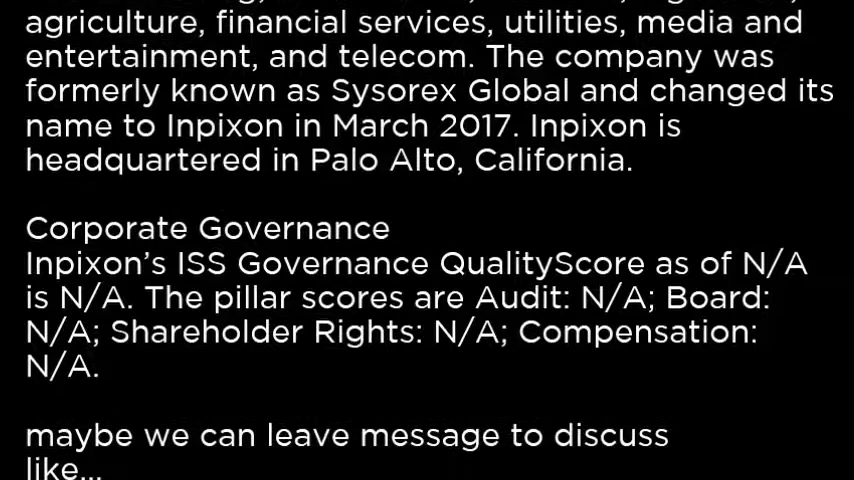 agriculture, financial services, utilities, media and
entertainment, and telecom. The company was
formerly known as Sysorex Global and changed its
name to Inpixon in March 2017. Inpixon is
headquartered in Palo Alto, California.
Corporate Governance
Inpixon’s ISS Governance QualityScore as of N/A
is N/A. The pillar scores are Audit: N/A; Board:
N/A; Shareholder Rights: N/A; Compensation:
N/A.
maybe we can leave message to discuss
like...